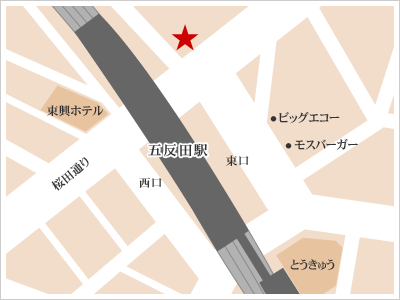 東興ホテル
ビッグエコー
モスバーガー
五反田駅
東口
西口
桜田通り
とうきゅう